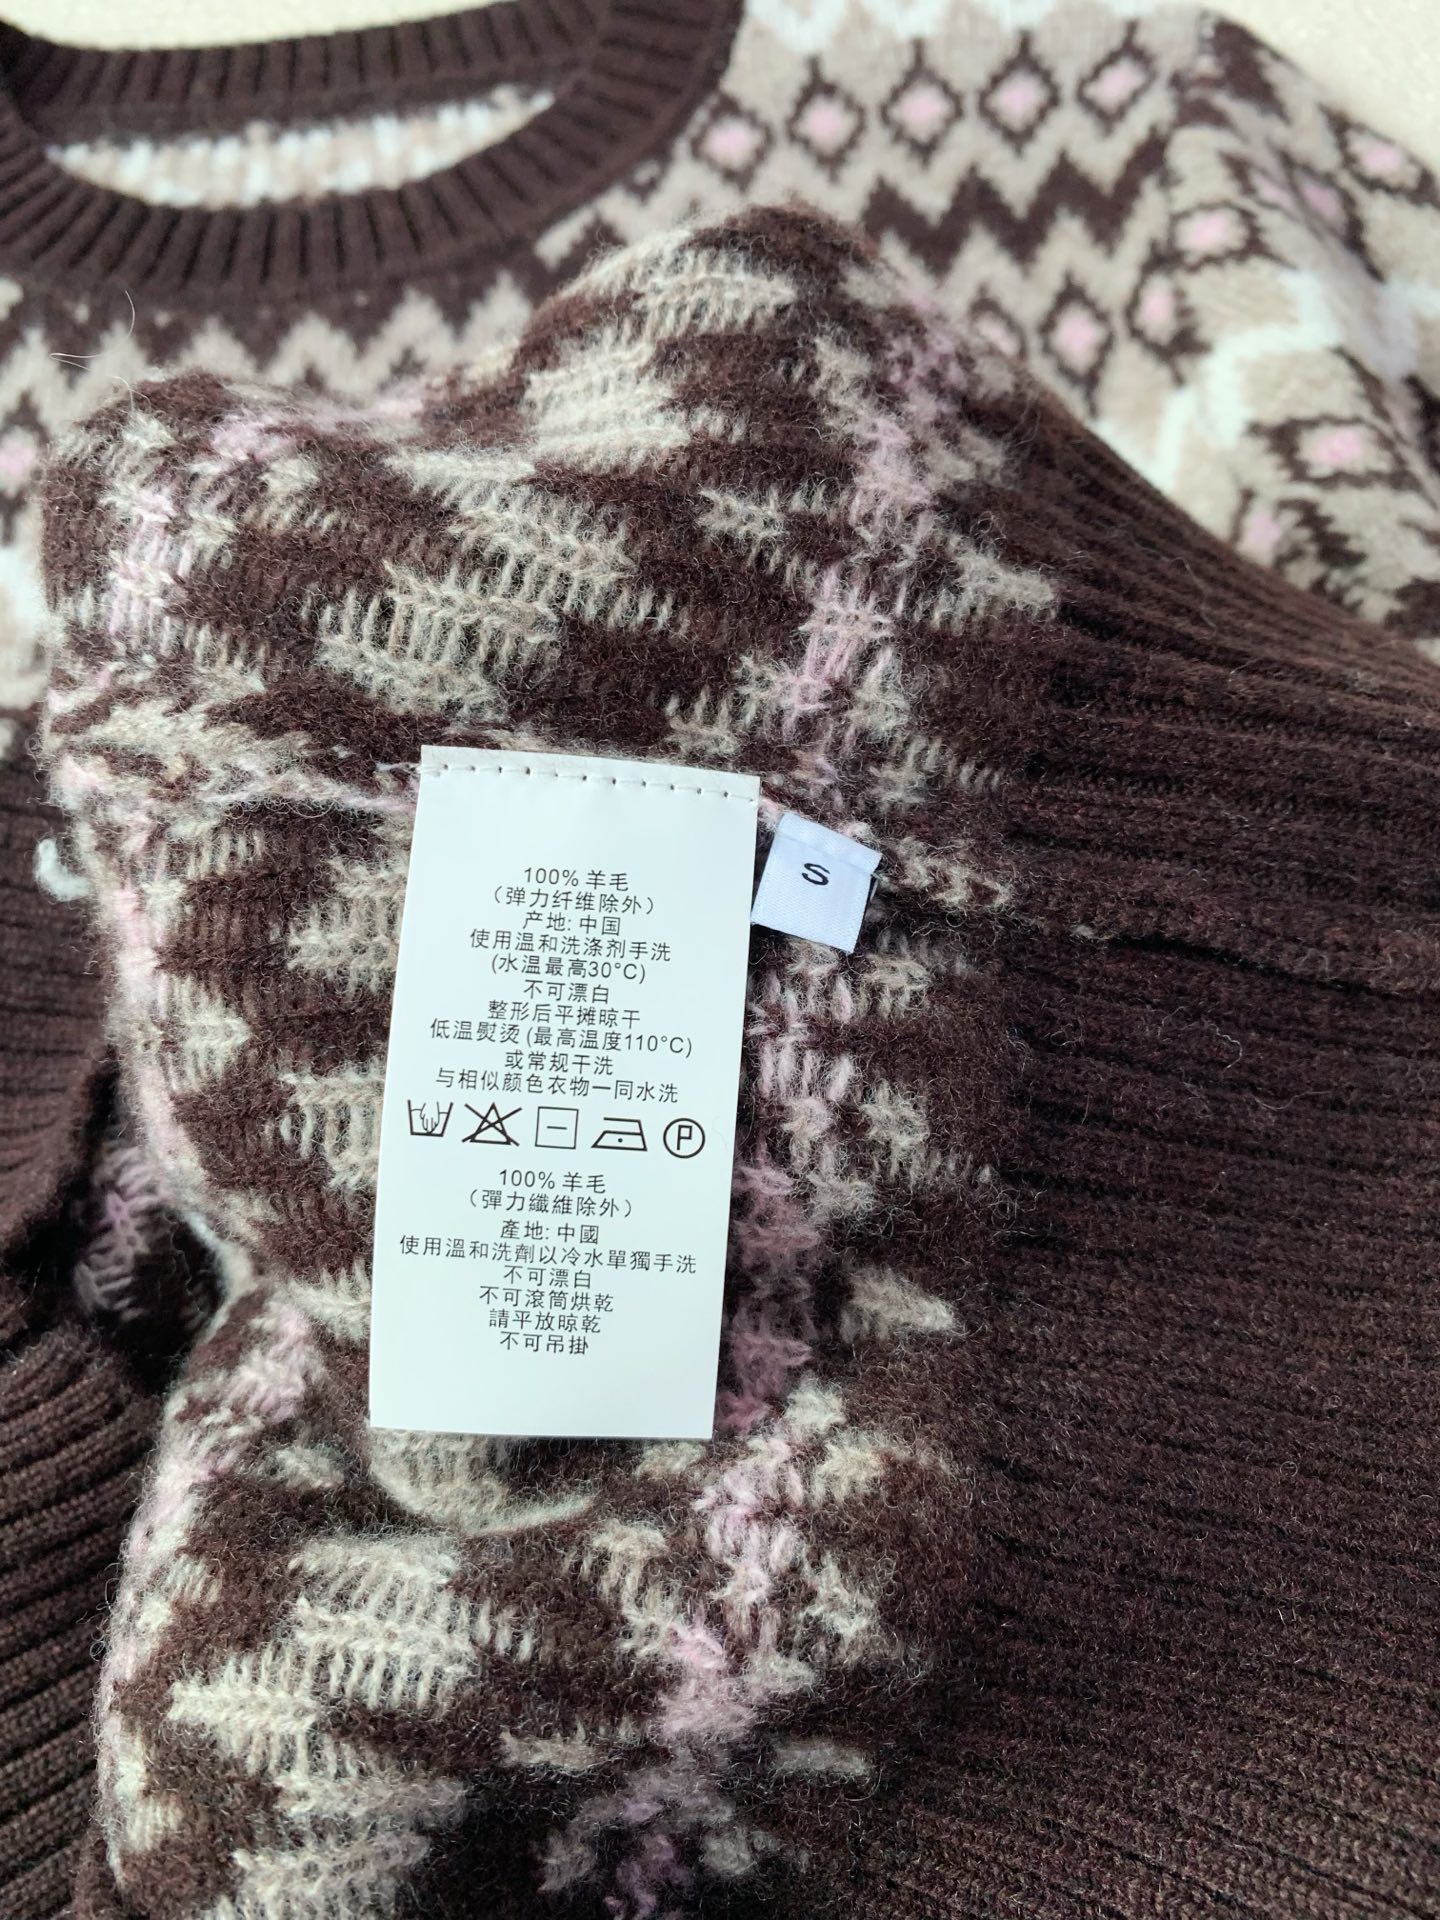 100% 羊毛
（弹力纤维除外）
产地: 中国
使用温和洗涤剂手洗
(水温最高30°C)
不可漂白
整形后平摊晾干
低温熨烫 (最高温度110°C)
或常规干洗
与相似颜色衣物一同水洗
P
100% 羊毛
（彈力纖維除外）
產地: 中國
使用溫和洗劑以冷水單獨手洗
不可漂白
不可滾筒烘乾
請平放晾乾
不可吊掛
S